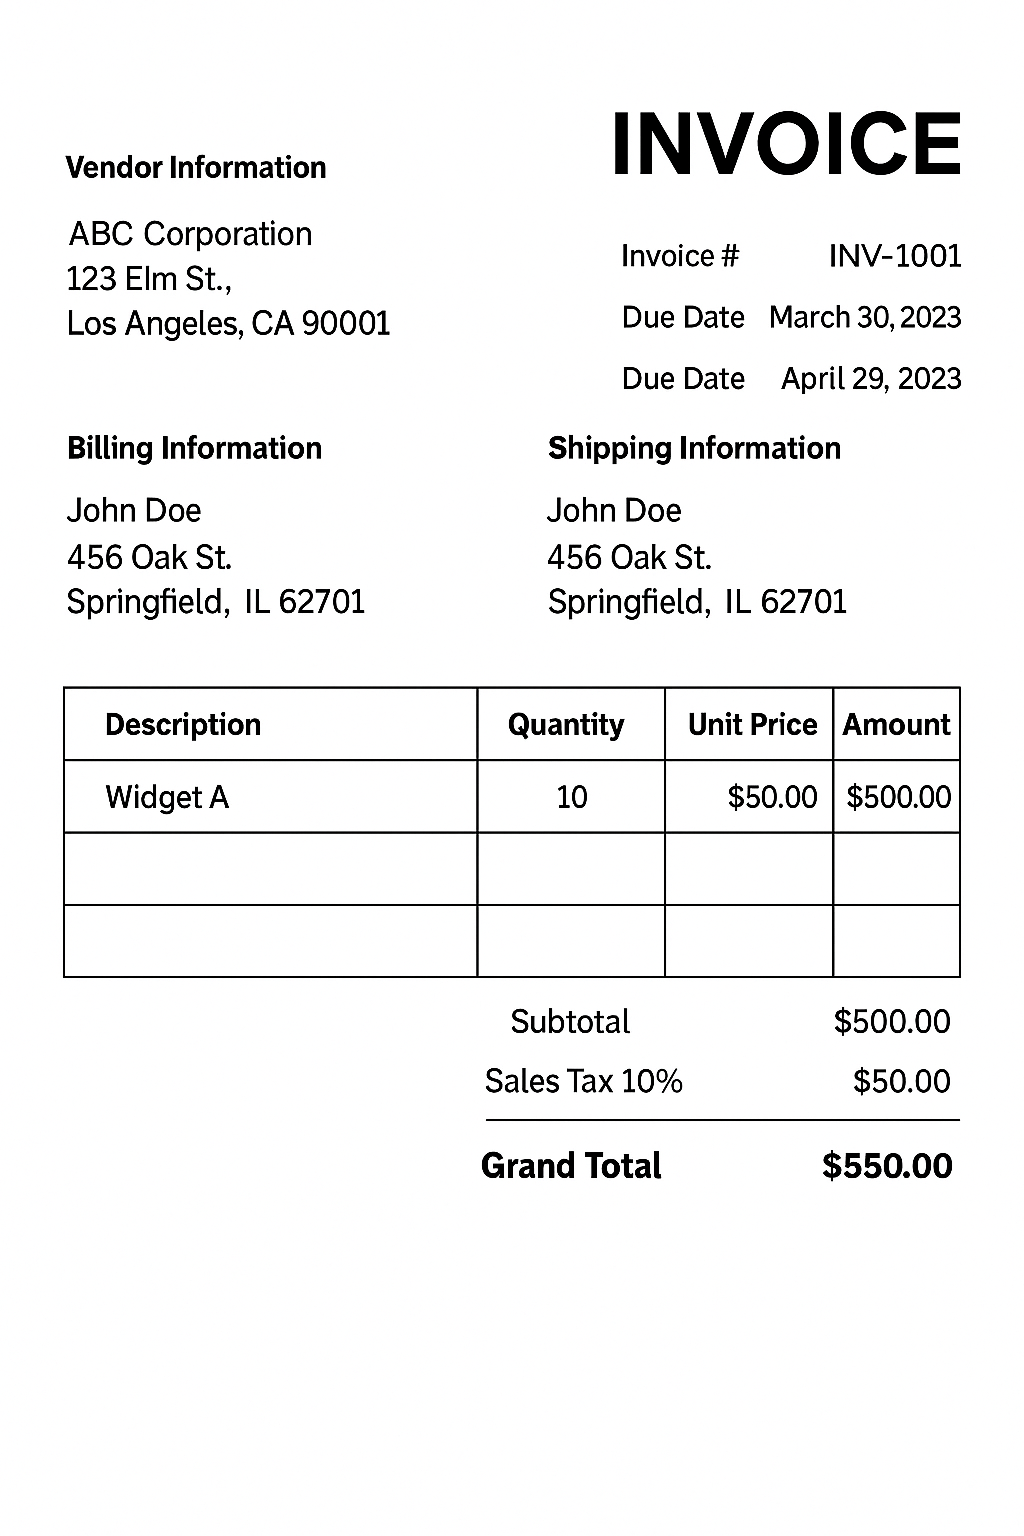 INVOICE
Vendor Information
ABC Corporation
123 Elm St.,
Los Angeles, CA 90001
Invoice # INV-1001
Due Date March 30, 2023
Due Date April 29, 2023
Billing Information
John Doe
456 Oak St.
Springfield, IL 62701
Shipping Information
John Doe
456 Oak St.
Springfield, IL 62701
Description Quantity Unit Price Amount
Widget A 10 $50.00 $500.00
Subtotal $500.00
Sales Tax 10% $50.00
Grand Total $550.00